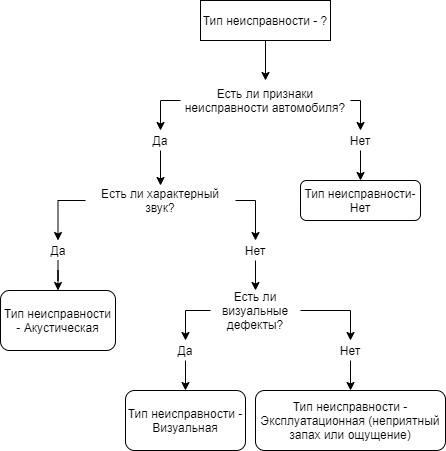 Тип неисправности - ?
Есть ли признаки
неисправности автомобиля?
Да
Нет
Есть ли характерный
звук?
Тип неисправности-
Нет
Да
Нет
Тип неисправности
- Акустическая
Есть ли
визуальные
дефекты?
Да
Нет
Тип неисправности -
Визуальная
Тип неисправности -
Эксплуатационная (неприятный
запах или ощущение)